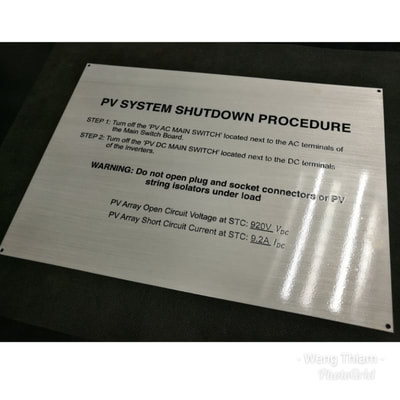 PV SYSTEM SHUTDOWN PROCEDURE
STEP 1: Turn off the 'PV AC MAIN SWITCH' located next to the AC terminals of
the Main Switch Board.
STEP 2: Turn off the 'PV DC MAIN SWITCH' located next to the DC terminals
of the Inverters.
WARNING: Do not open plug and socket connectors or PV
string isolators under load
PV Array Open Circuit Voltage at STC: 920V VDC
PV Array Short Circuit Current at STC: 9.2A IDC
- Weng Thiam -
PhotoGrid